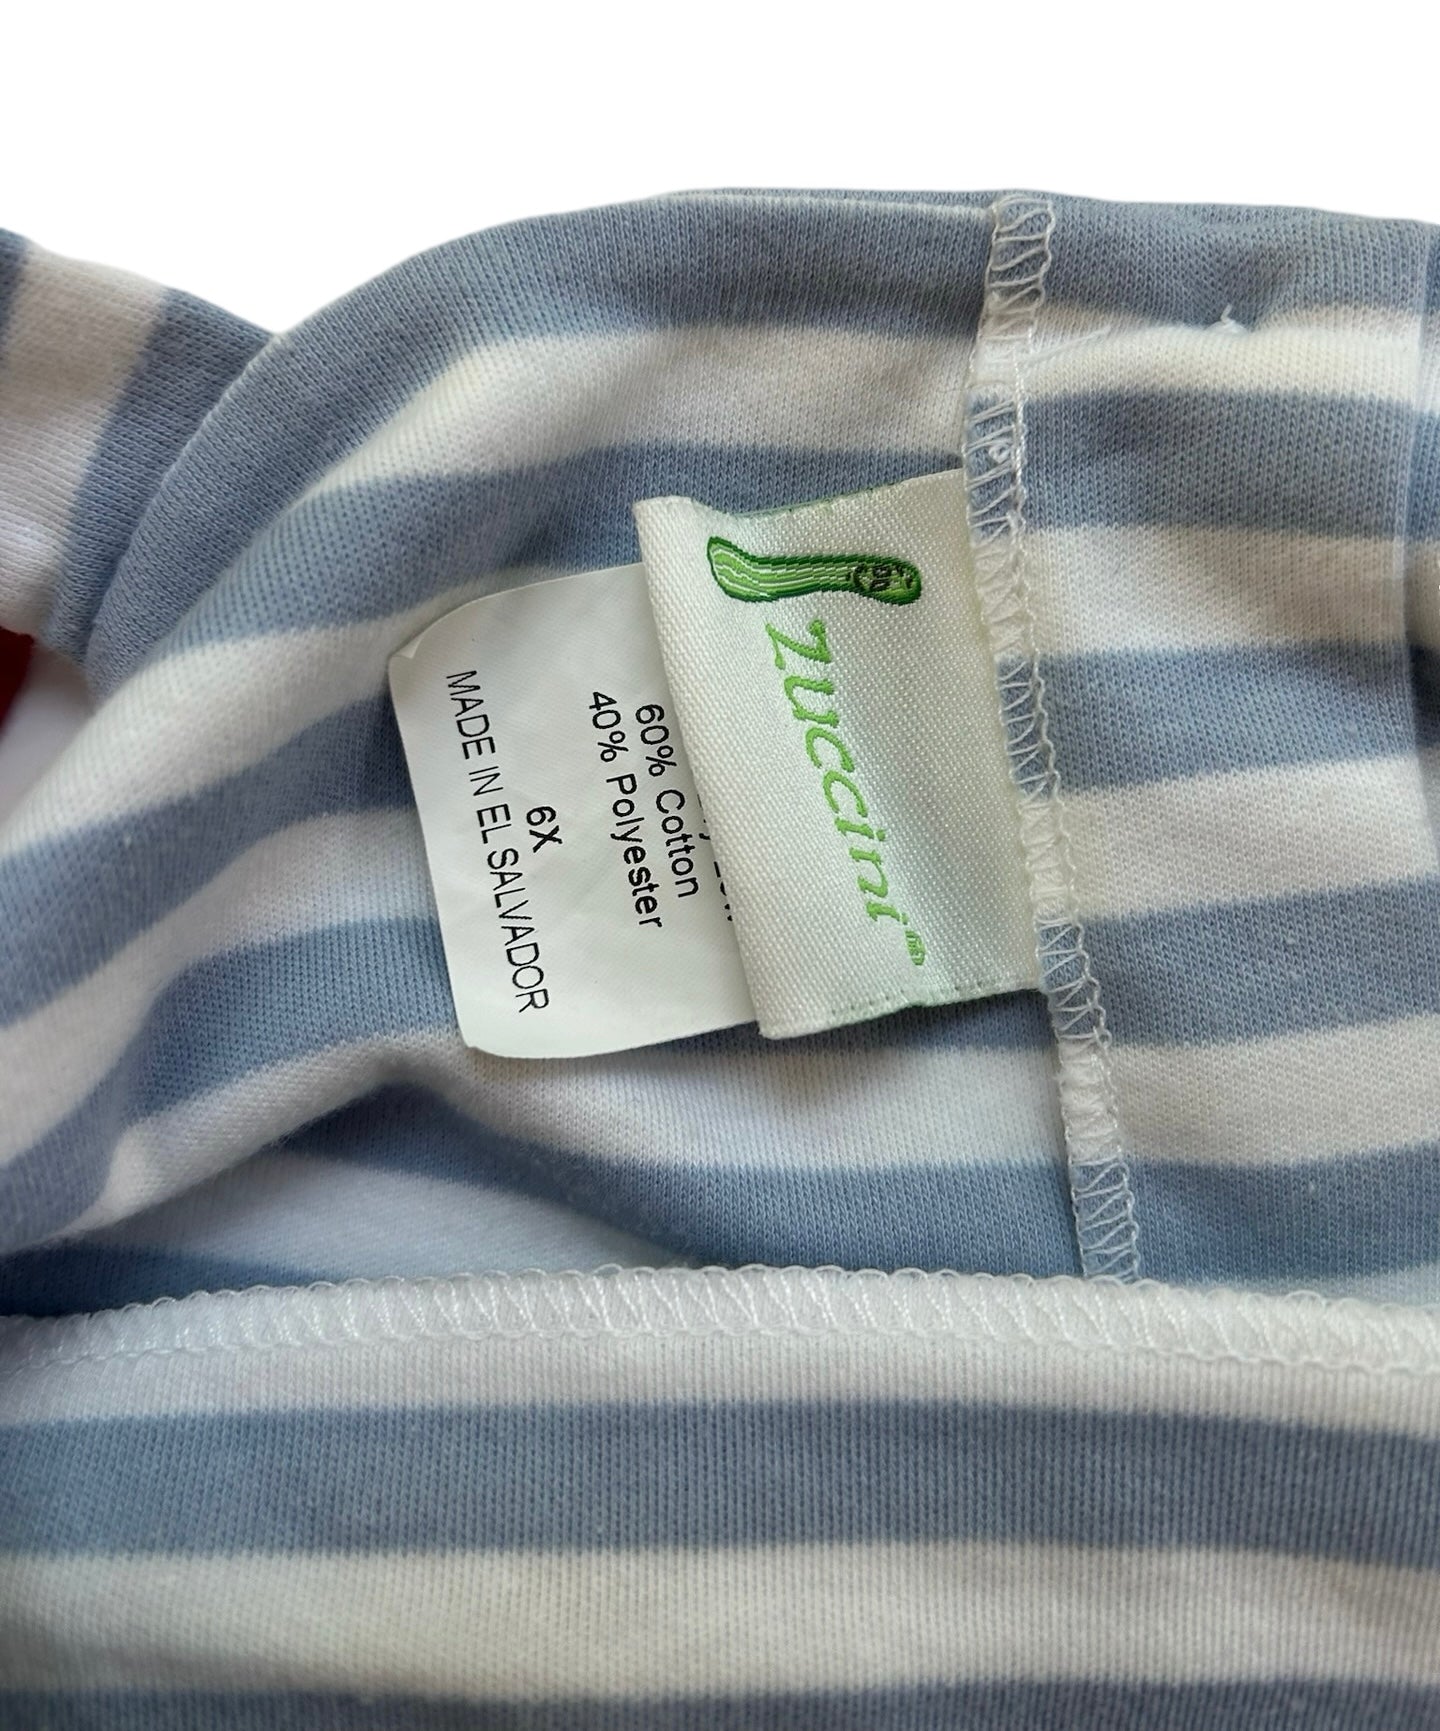 Zuccini
60% Cotton
40% Polyester
6X
MADE IN EL SALVADOR